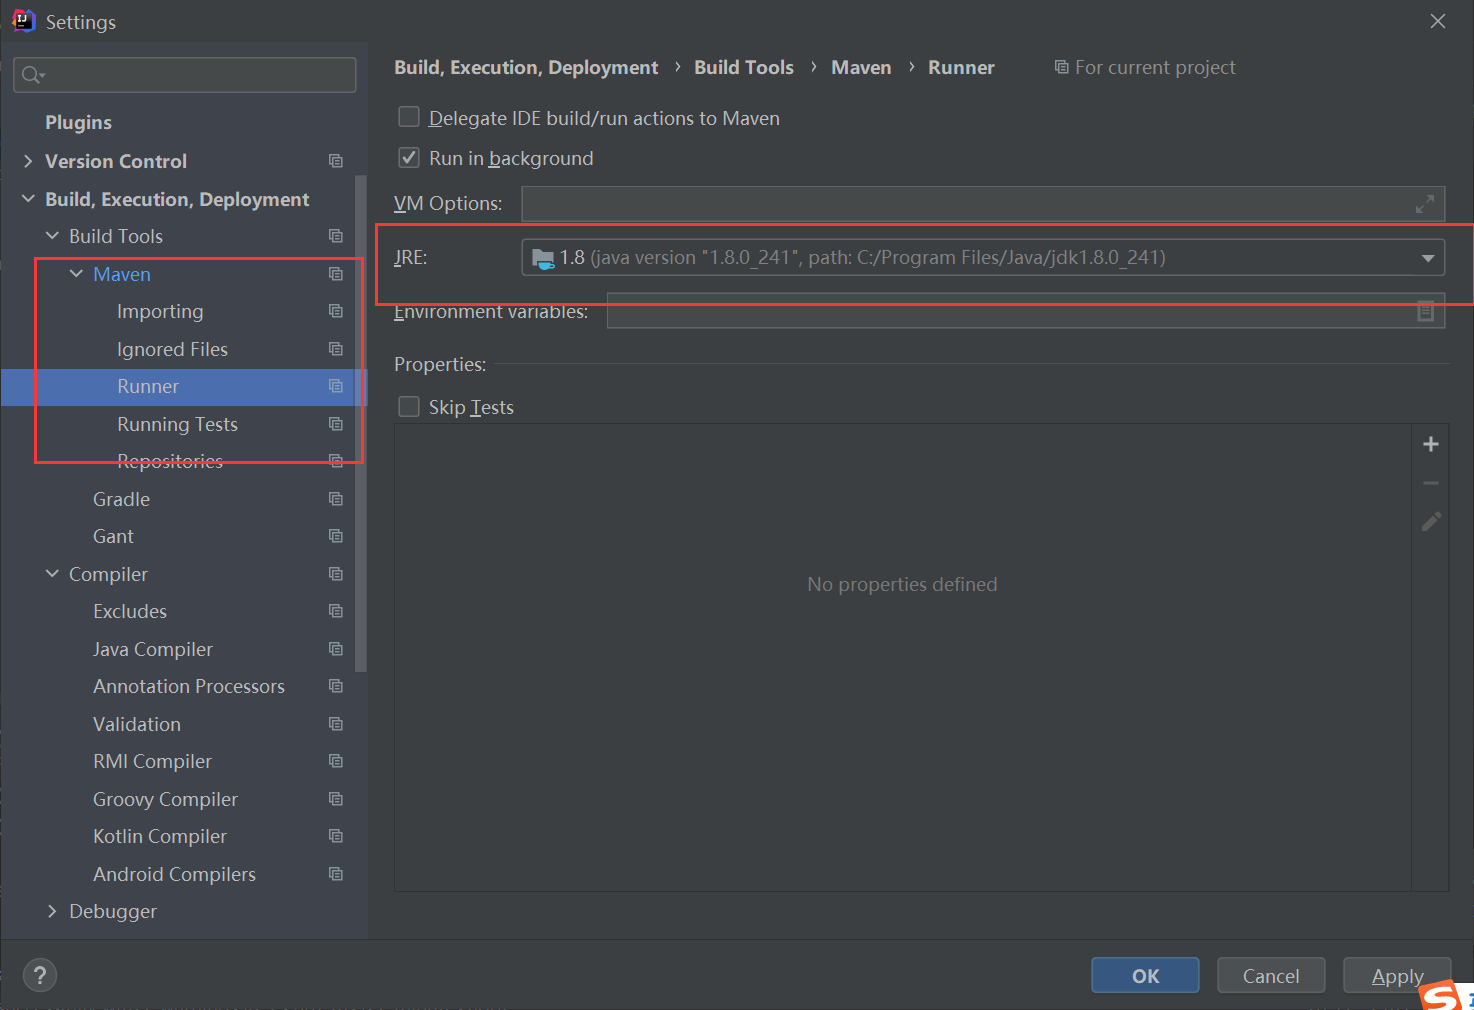 Settings
Plugins
Version Control
Build, Execution, Deployment
Build Tools
Maven
Importing
Ignored Files
Runner
Running Tests
Repositories
Gradle
Gant
Compiler
Excludes
Java Compiler
Annotation Processors
Validation
RMI Compiler
Groovy Compiler
Kotlin Compiler
Android Compilers
Debugger
Build, Execution, Deployment › Build Tools › Maven › Runner For current project
Delegate IDE build/run actions to Maven
Run in background
VM Options:
JRE: 1.8 (java version "1.8.0_241", path: C:/Program Files/Java/jdk1.8.0_241)
Environment variables:
Properties:
Skip Tests
No properties defined
?
OK Cancel Apply